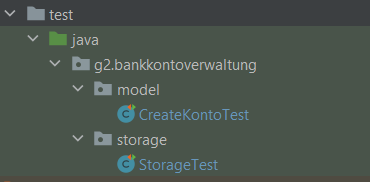 test
java
g2.bankkontoverwaltung
model
CreateKontoTest
storage
StorageTest